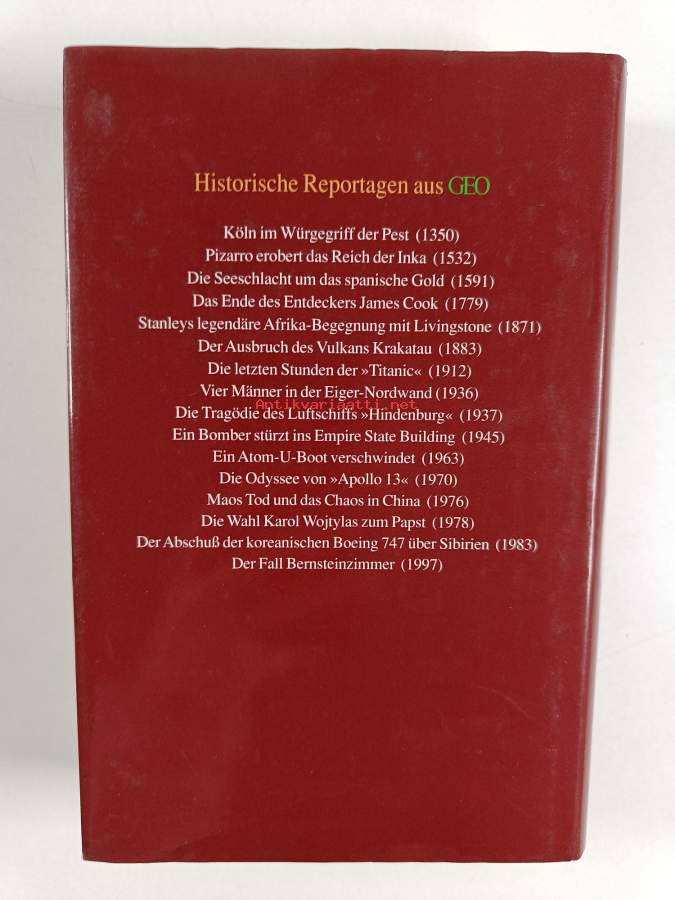 Historische Reportagen aus GEO
Köln im Würgegriff der Pest (1350)
Pizarro erobert das Reich der Inka (1532)
Die Seeschlacht um das spanische Gold (1591)
Das Ende des Entdeckers James Cook (1779)
Stanleys legendäre Afrika-Begegnung mit Livingstone (1871)
Der Ausbruch des Vulkans Krakatau (1883)
Die letzten Stunden der »Titanic« (1912)
Vier Männer in der Eiger-Nordwand (1936)
Antikvariaatti.net
Die Tragödie des Luftschiffs »Hindenburg« (1937)
Ein Bomber stürzt ins Empire State Building (1945)
Ein Atom-U-Boot verschwindet (1963)
Die Odyssee von »Apollo 13« (1970)
Maos Tod und das Chaos in China (1976)
Die Wahl Karol Wojtylas zum Papst (1978)
Der Abschuß der koreanischen Boeing 747 über Sibirien (1983)
Der Fall Bernsteinzimmer (1997)